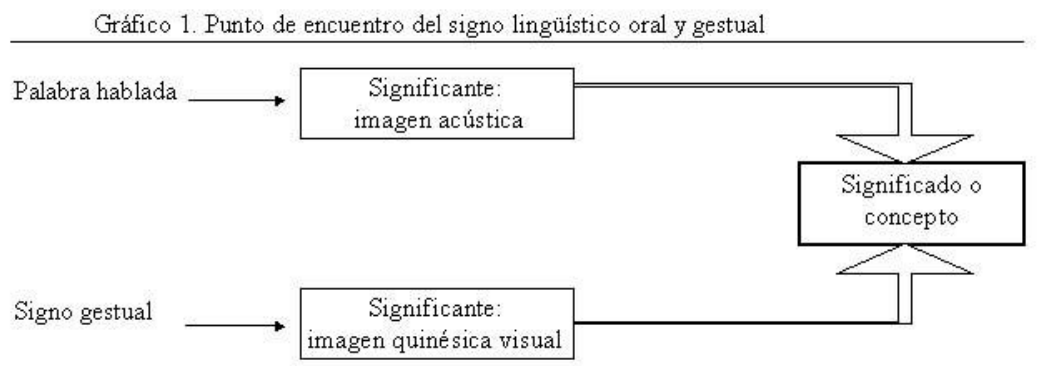 Gráfico 1. Punto de encuentro del signo lingüístico oral y gestual
Palabra hablada
Significante:
imagen acústica
Significado o
concepto
Signo gestual
Significante:
imagen quinésica visual